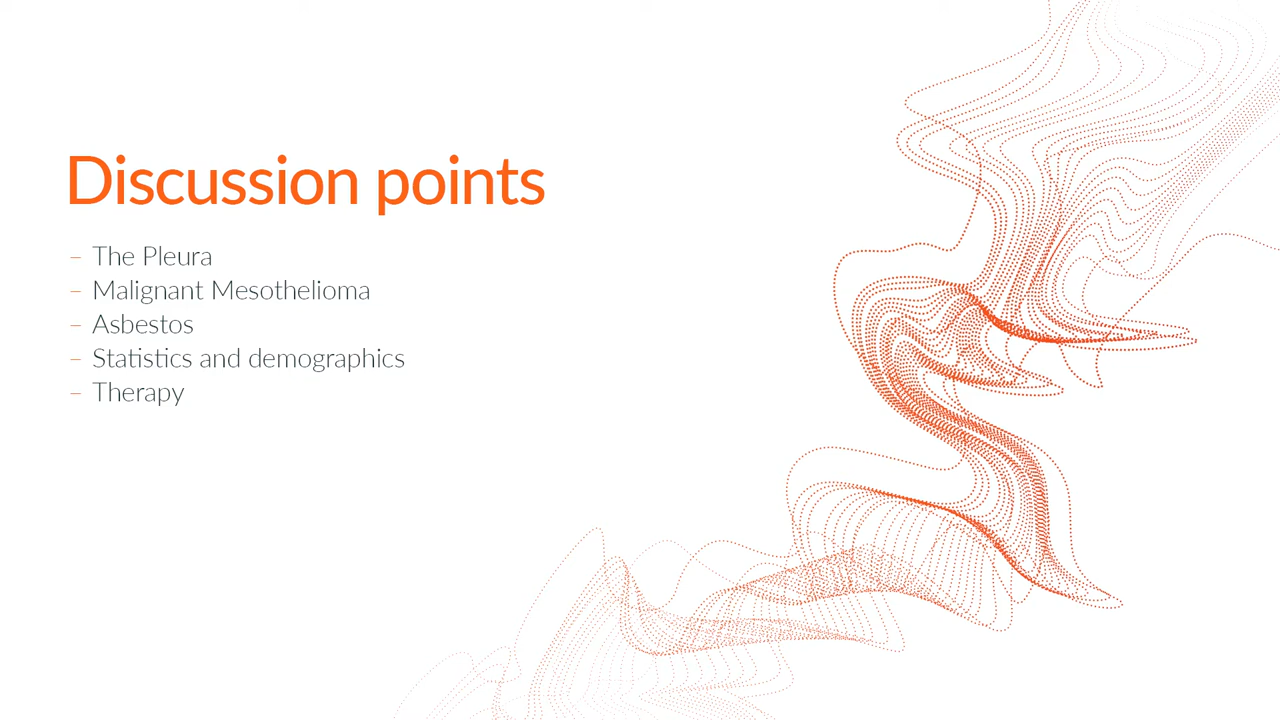 Discussion points
– The Pleura
– Malignant Mesothelioma
– Asbestos
– Statistics and demographics
– Therapy